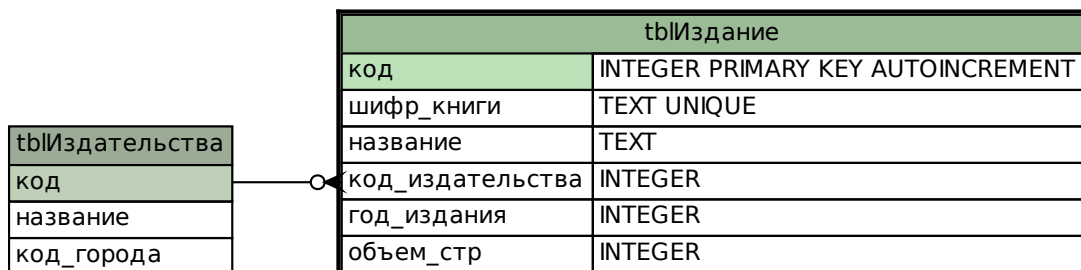 tblИздание
код INTEGER PRIMARY KEY AUTOINCREMENT
шифр_книги TEXT UNIQUE
название TEXT
код_издательства INTEGER
год_издания INTEGER
объем_стр INTEGER
tblИздательства
код
название
код_города